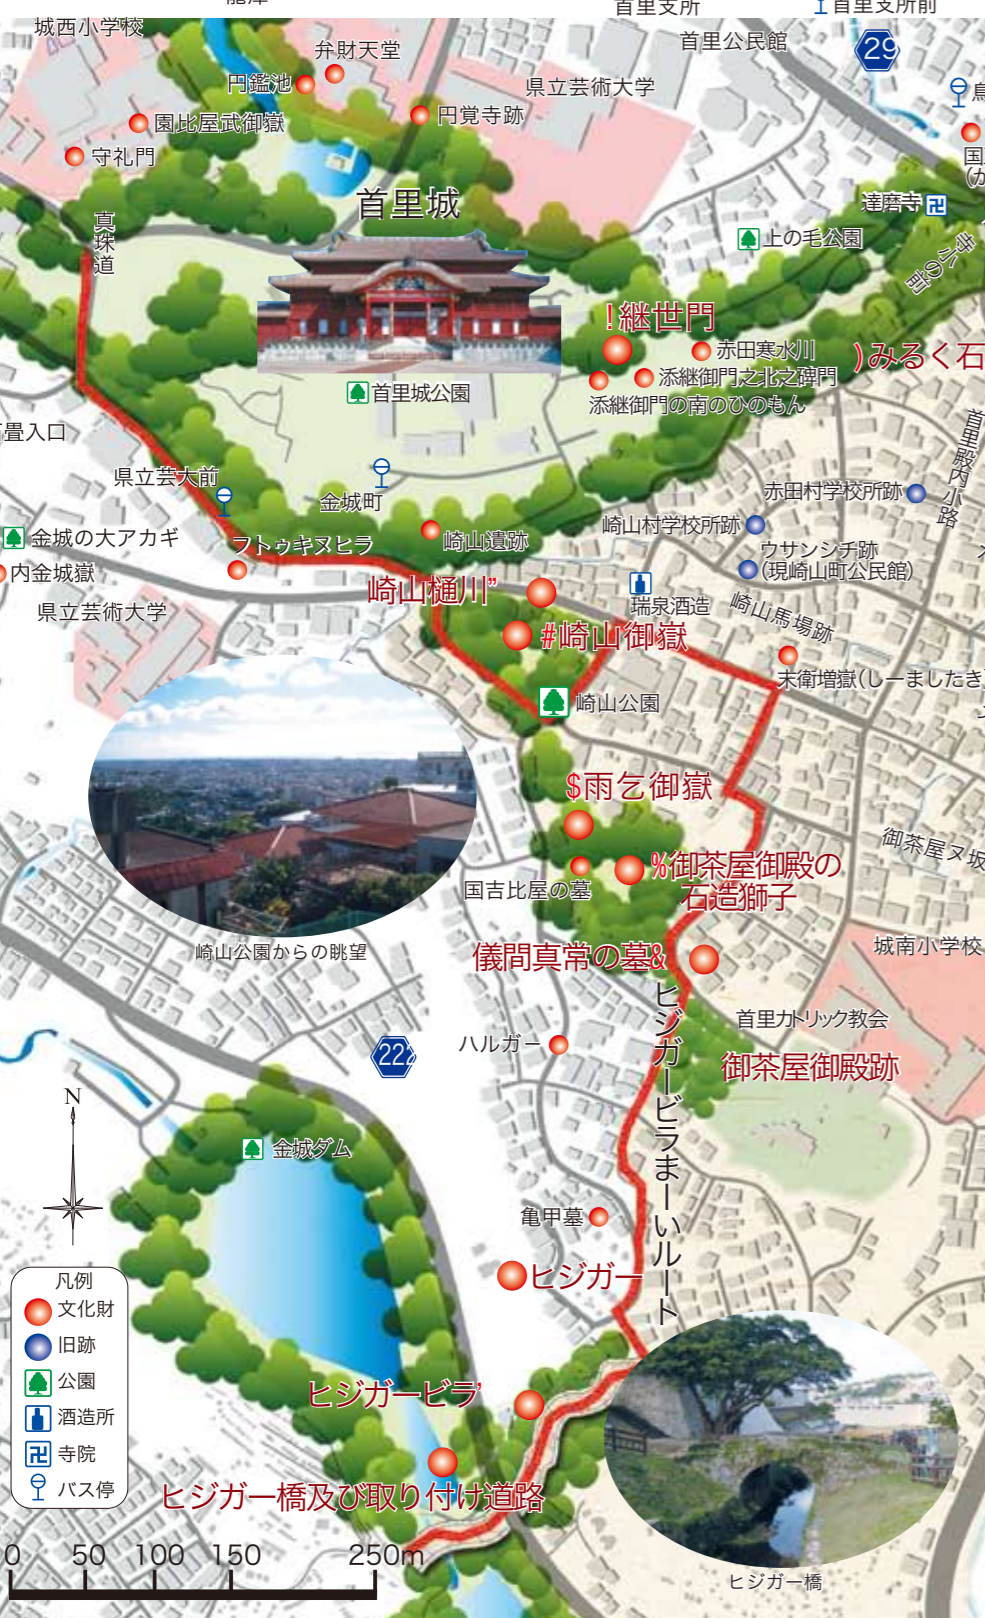 首里支所
首里支所前
城西小学校
弁財天堂
首里公民館
29
円鑑池
県立芸術大学
園比屋武御嶽
円覚寺跡
守礼門
首里城
達磨寺
真珠道
上の毛公園
!継世門
赤田寒水川
)みるく石
添継御門之北之碑門
首里城公園
添継御門の南のひのもん
畳入口
首里殿内小路
県立芸大前
金城町
赤田村学校所跡
崎山村学校所跡
金城の大アカギ
フトゥキヌヒラ
崎山遺跡
ウサンシチ跡
(現崎山町公民館)
内金城嶽
崎山樋川"
瑞泉酒造
崎山馬場跡
県立芸術大学
#崎山御嶽
末衛増嶽(しーましたき)
崎山公園
$雨乞御嶽
御茶屋ヌ坂
%御茶屋御殿の
石造獅子
国吉比屋の墓
崎山公園からの眺望
儀間真常の墓&
城南小学校
ヒジガービラまーいルート
首里カトリック教会
222
ハルガー
御茶屋御殿跡
N
金城ダム
亀甲墓
ヒジガー
凡例
文化財
旧跡
公園
酒造所
寺院
バス停
ヒジガービラ'
ヒジガー橋及び取り付け道路
0 50 100 150 250m
ヒジガー橋